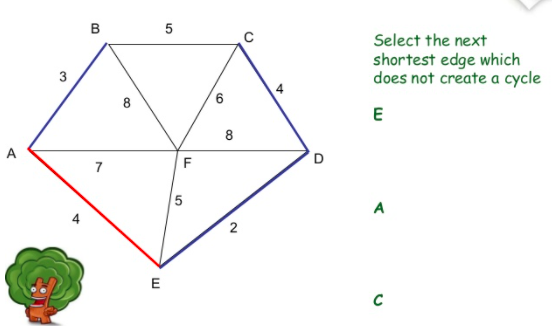 B
5
C
Select the next
shortest edge which
does not create a cycle
3
8
6
4
E
8
A
7
F
D
5
4
2
A
E
C